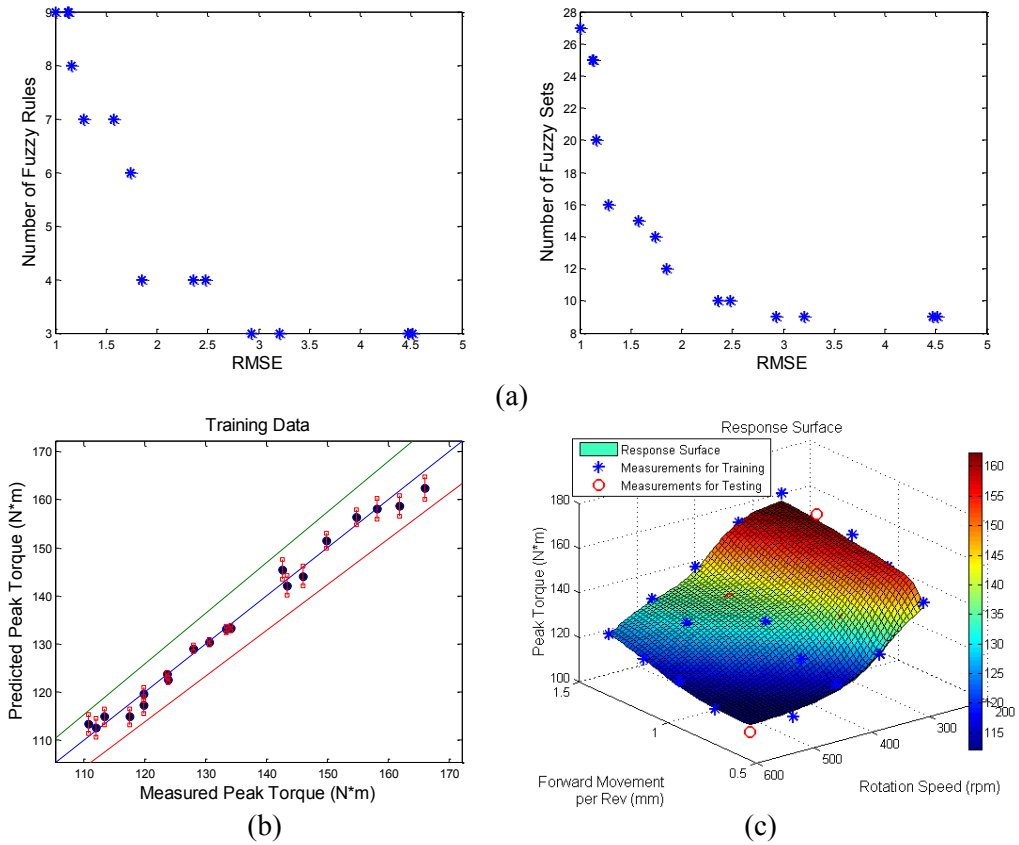 9
8
7
6
5
4
3
Number of Fuzzy Rules
1 1.5 2 2.5 3 3.5 4 4.5 5
RMSE
28
26
24
22
20
18
16
14
12
10
8
Number of Fuzzy Sets
1 1.5 2 2.5 3 3.5 4 4.5 5
RMSE
(a)
Training Data
170
160
150
140
130
120
110
Predicted Peak Torque (N*m)
110 120 130 140 150 160 170
Measured Peak Torque (N*m)
(b)
Response Surface
Response Surface
Measurements for Training
Measurements for Testing
180
160
140
120
100
Peak Torque (N*m)
1.5
1
0.5
Forward Movement
per Rev (mm)
600
500
400
300
200
Rotation Speed (rpm)
160
155
150
145
140
135
130
125
120
115
(c)